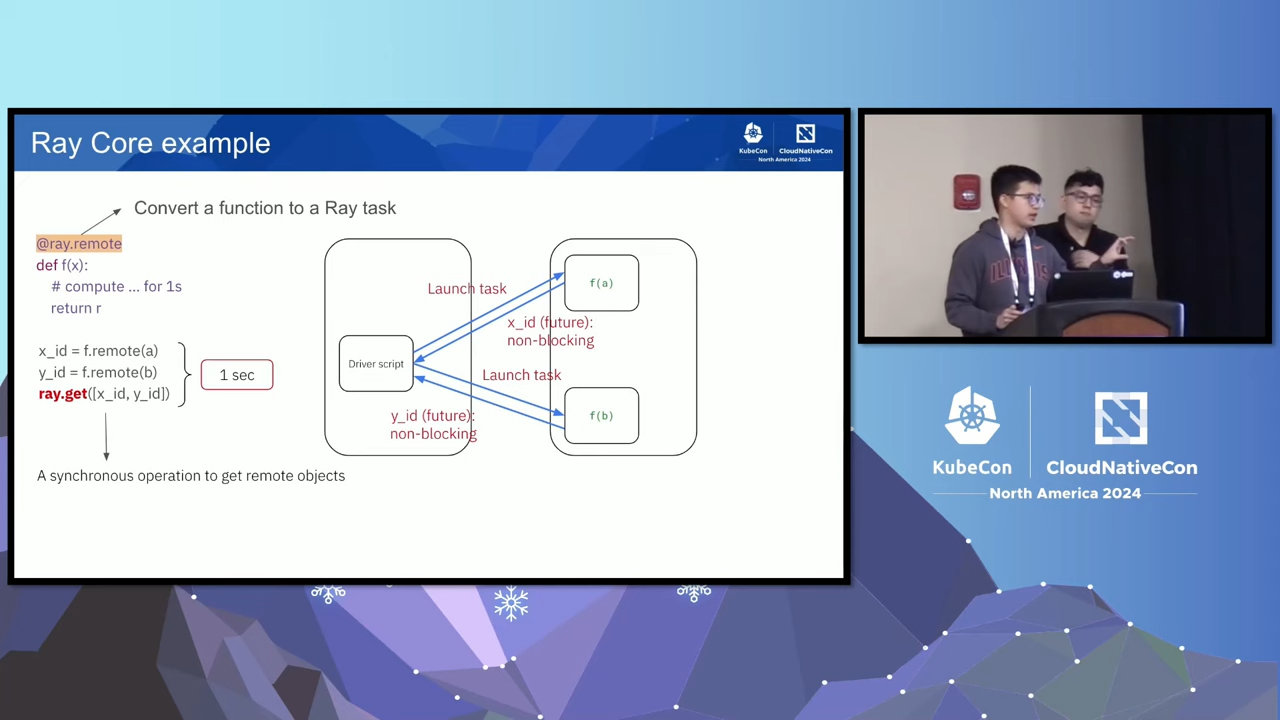 Ray Core example
KubeCon
CloudNativeCon
North America 2024
Convert a function to a Ray task
@ray.remote
def f(x):
# compute ... for 1s
return r
x_id = f.remote(a)
y_id = f.remote(b)
ray.get([x_id, y_id])
1 sec
A synchronous operation to get remote objects
Driver script
Launch task
f(a)
x_id (future):
non-blocking
Launch task
y_id (future):
non-blocking
f(b)
ILLINOIS
KubeCon
CloudNativeCon
North America 2024